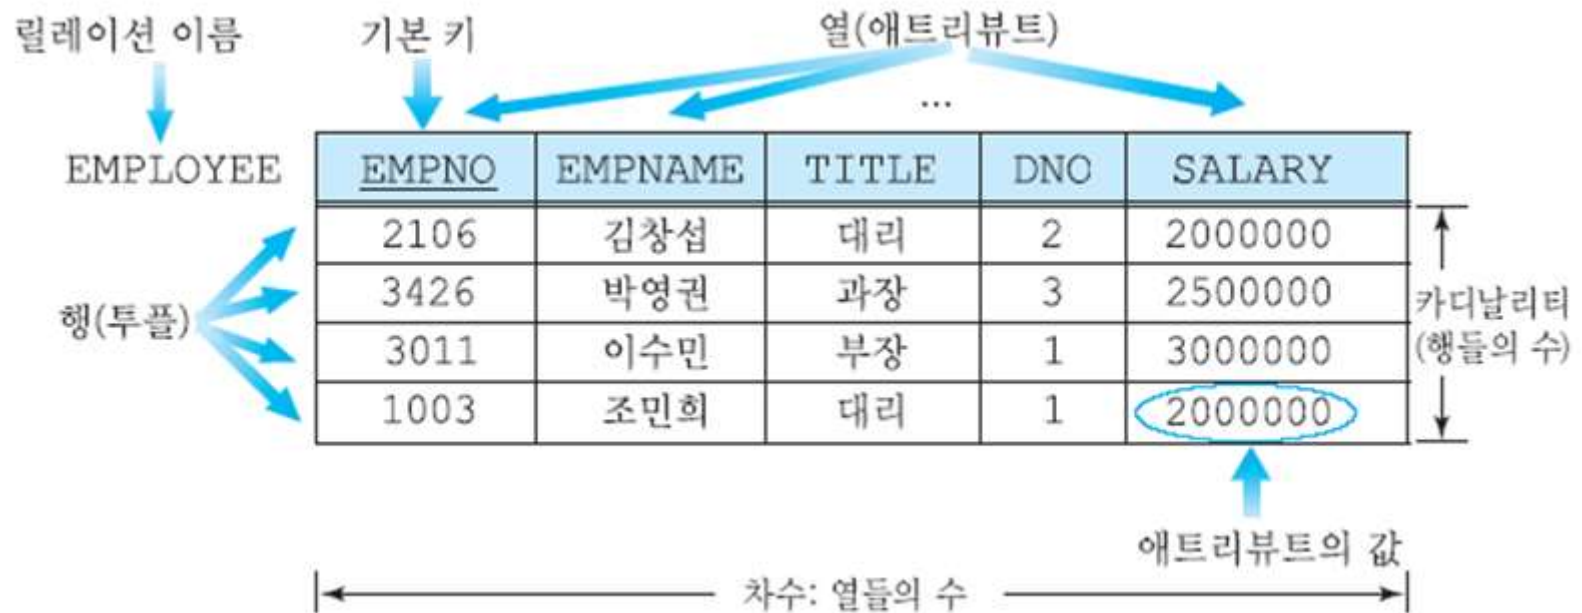 릴레이션 이름 기본 키 열(애트리뷰트)
...
EMPLOYEE EMPNO EMPNAME TITLE DNO SALARY
2106 김창섭 대리 2 2000000
3426 박영권 과장 3 2500000
카디날리티
행(투플)
3011 이수민 부장 1 3000000
(행들의 수)
1003 조민희 대리 1 2000000
애트리뷰트의 값
차수: 열들의 수